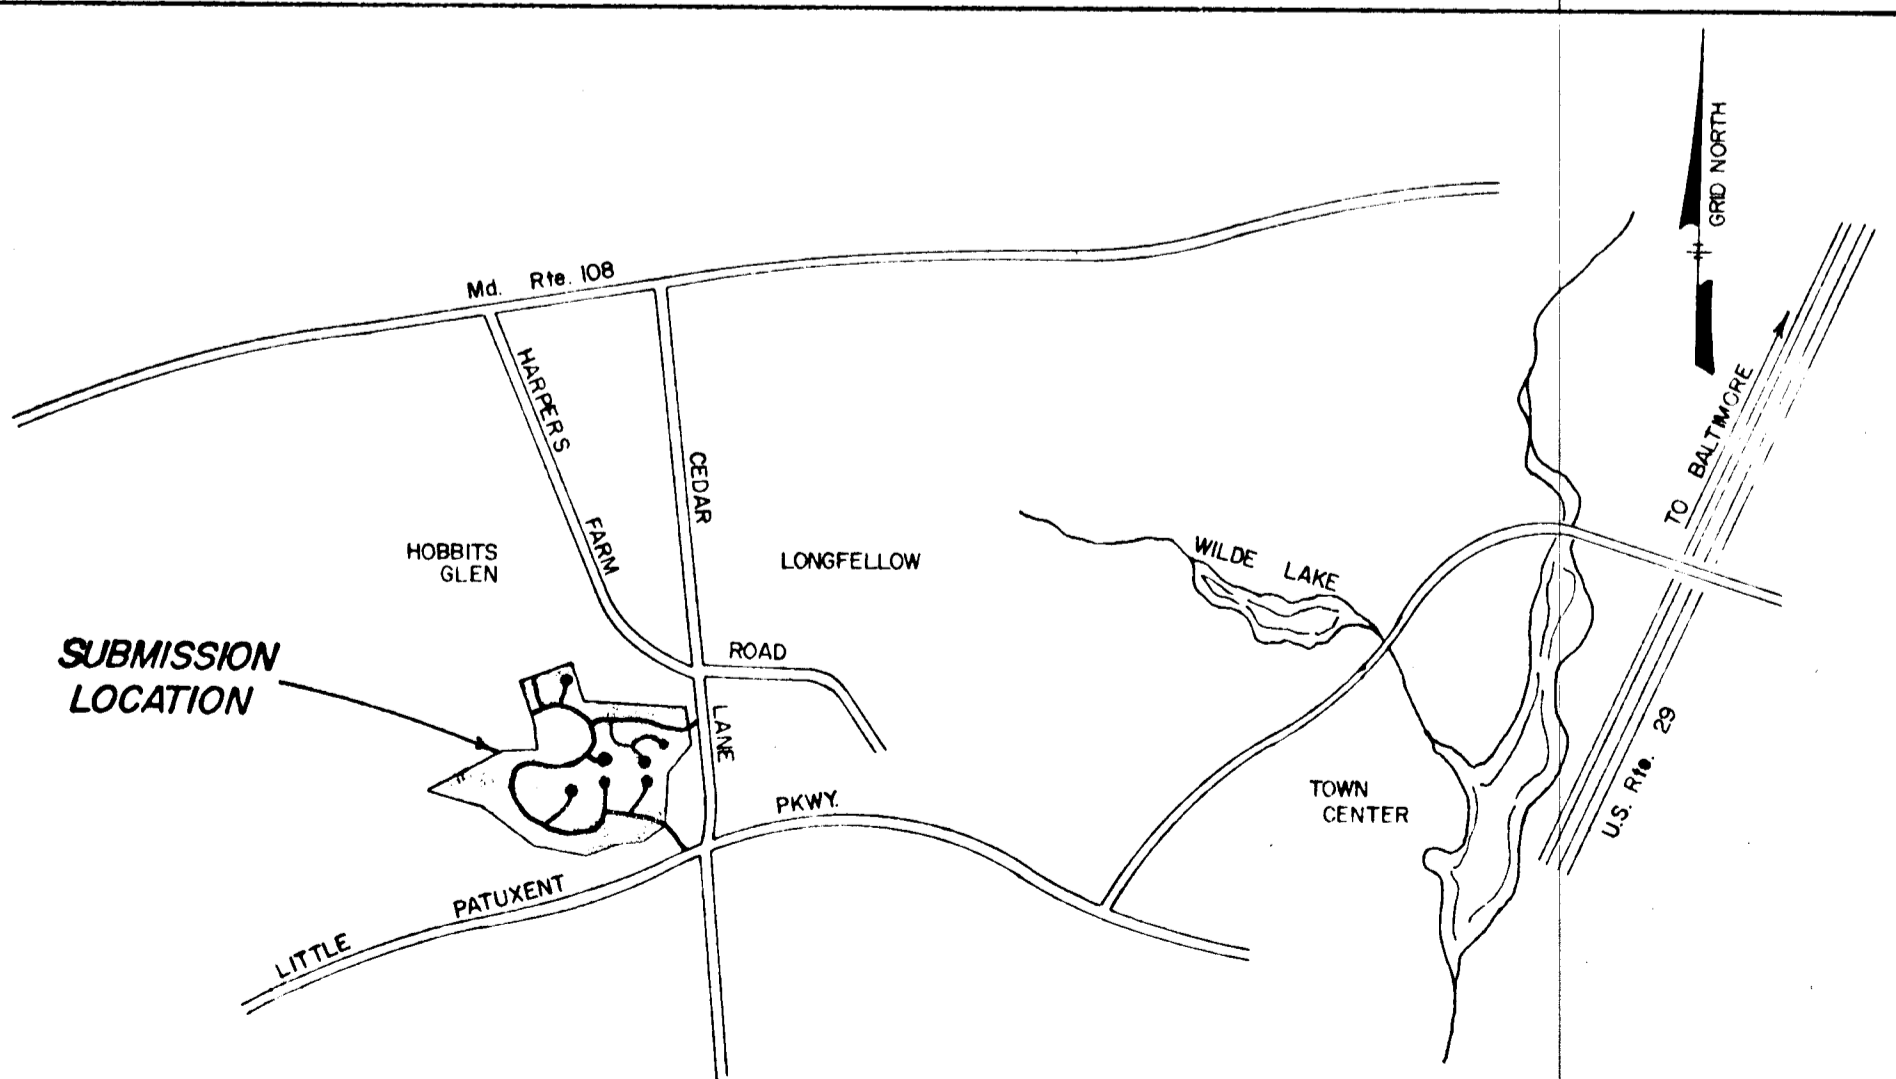 GRID NORTH
Md. Rte. 108
HARPERS
FARM
ROAD
CEDAR
LANE
HOBBITS
GLEN
LONGFELLOW
WILDE LAKE
TO BALTIMORE
SUBMISSION
LOCATION
TOWN
CENTER
U.S. Rte. 29
LITTLE
PATUXENT
PKWY.